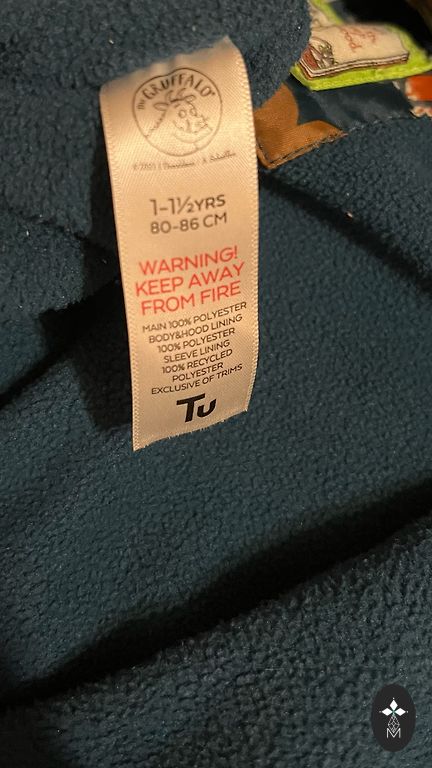 THE GRUFFALO®
1-1½YRS
80-86 CM
WARNING!
KEEP AWAY
FROM FIRE
MAIN 100% POLYESTER
BODY&HOOD LINING
100% POLYESTER
SLEEVE LINING
100% RECYCLED
POLYESTER
EXCLUSIVE OF TRIMS
Tu
M